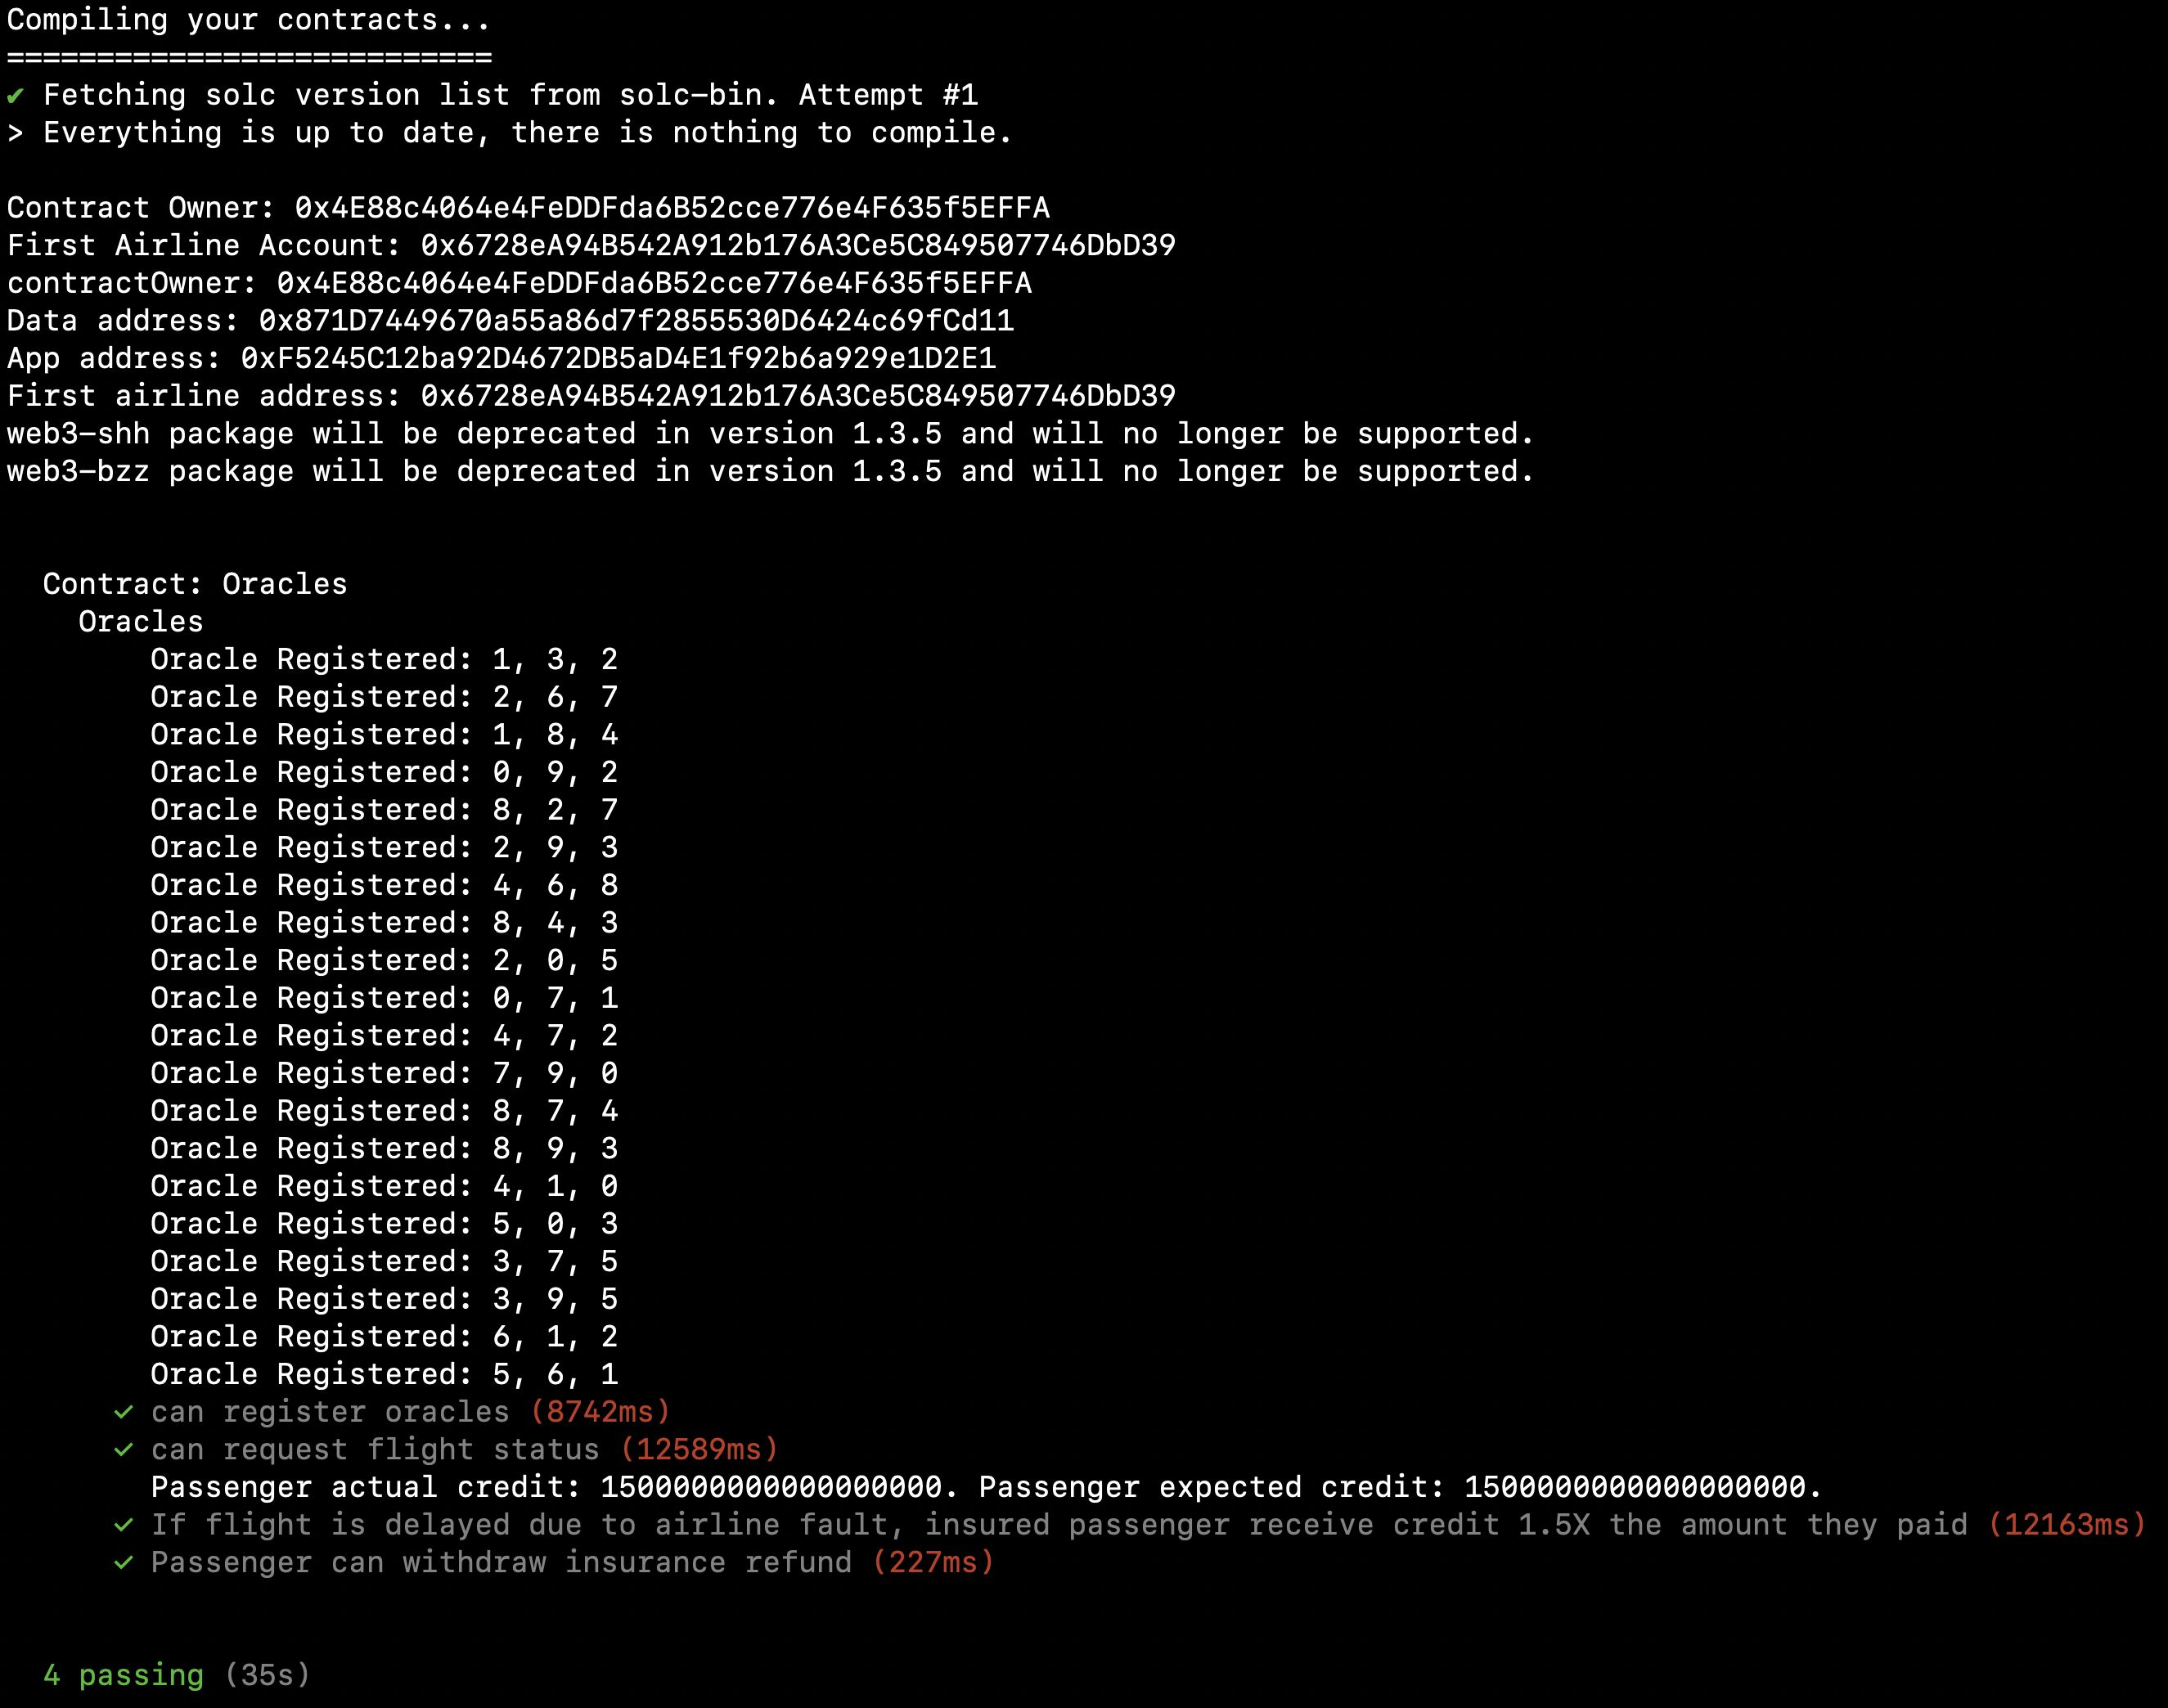 Compiling your contracts...
===========================
✔ Fetching solc version list from solc-bin. Attempt #1
> Everything is up to date, there is nothing to compile.
Contract Owner: 0x4E88c4064e4FeDDFda6B52cce776e4F635f5EFFA
First Airline Account: 0x6728eA94B542A912b176A3Ce5C849507746DbD39
contractOwner: 0x4E88c4064e4FeDDFda6B52cce776e4F635f5EFFA
Data address: 0x871D7449670a55a86d7f2855530D6424c69fCd11
App address: 0xF5245C12ba92D4672DB5aD4E1f92b6a929e1D2E1
First airline address: 0x6728eA94B542A912b176A3Ce5C849507746DbD39
web3-shh package will be deprecated in version 1.3.5 and will no longer be supported.
web3-bzz package will be deprecated in version 1.3.5 and will no longer be supported.
Contract: Oracles
Oracles
Oracle Registered: 1, 3, 2
Oracle Registered: 2, 6, 7
Oracle Registered: 1, 8, 4
Oracle Registered: 0, 9, 2
Oracle Registered: 8, 2, 7
Oracle Registered: 2, 9, 3
Oracle Registered: 4, 6, 8
Oracle Registered: 8, 4, 3
Oracle Registered: 2, 0, 5
Oracle Registered: 0, 7, 1
Oracle Registered: 4, 7, 2
Oracle Registered: 7, 9, 0
Oracle Registered: 8, 7, 4
Oracle Registered: 8, 9, 3
Oracle Registered: 4, 1, 0
Oracle Registered: 5, 0, 3
Oracle Registered: 3, 7, 5
Oracle Registered: 3, 9, 5
Oracle Registered: 6, 1, 2
Oracle Registered: 5, 6, 1
✓ can register oracles (8742ms)
✓ can request flight status (12589ms)
Passenger actual credit: 1500000000000000000. Passenger expected credit: 1500000000000000000.
✓ If flight is delayed due to airline fault, insured passenger receive credit 1.5X the amount they paid (12163ms)
✓ Passenger can withdraw insurance refund (227ms)
4 passing (35s)